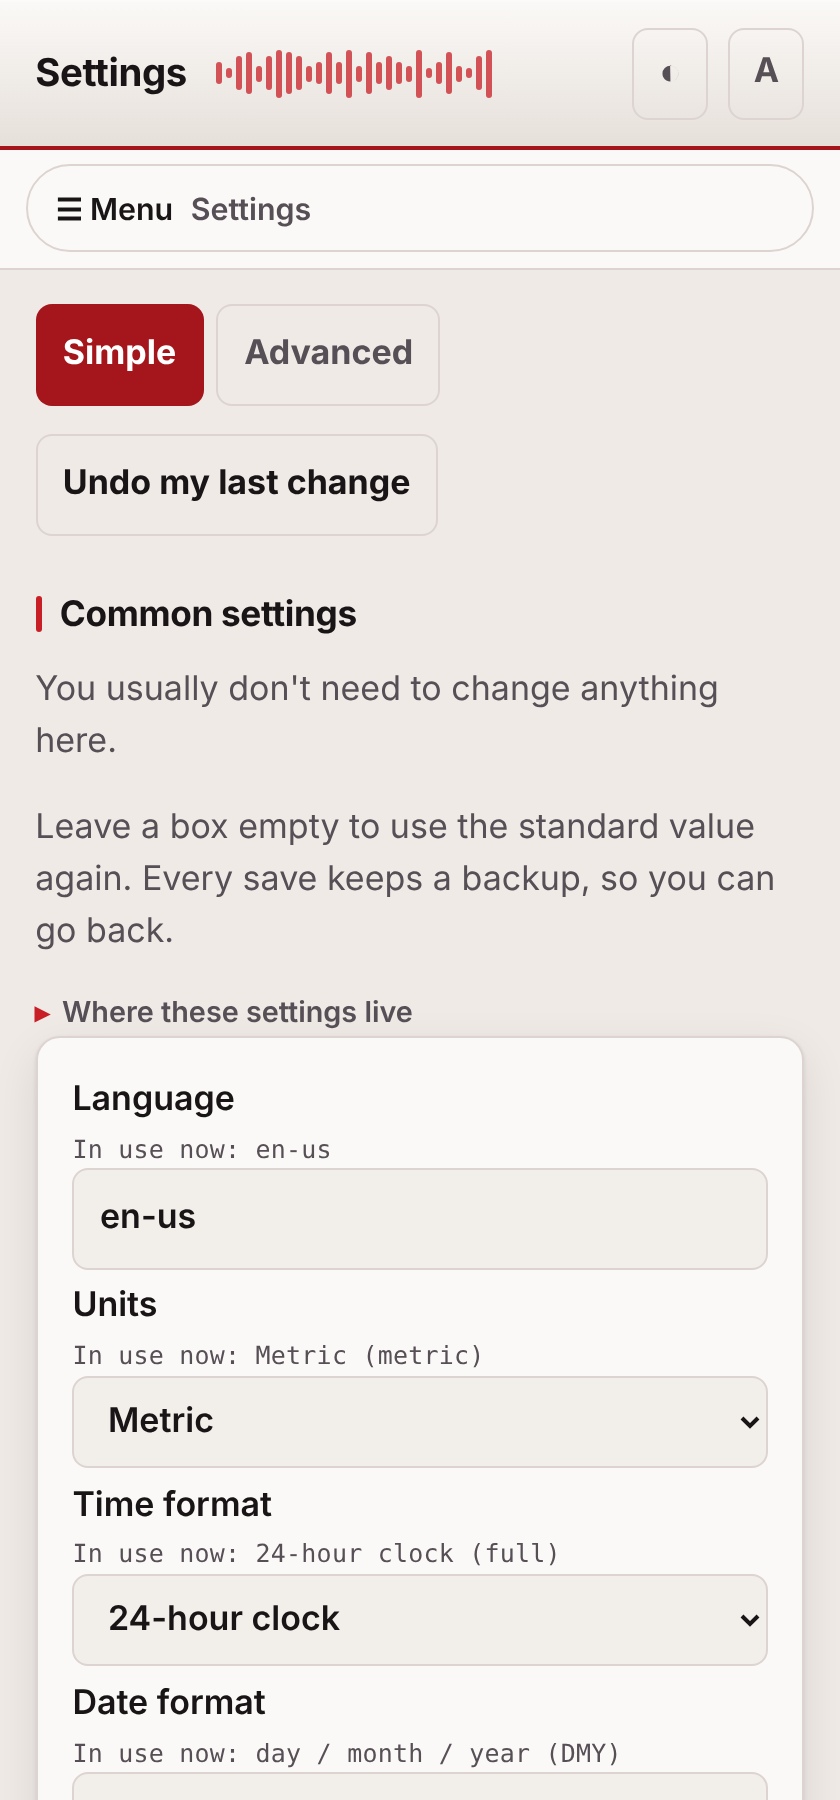 Settings
A
☰ Menu Settings
Simple
Advanced
Undo my last change
Common settings
You usually don't need to change anything
here.
Leave a box empty to use the standard value
again. Every save keeps a backup, so you can
go back.
Where these settings live
Language
In use now: en-us
en-us
Units
In use now: Metric (metric)
Metric
Time format
In use now: 24-hour clock (full)
24-hour clock
Date format
In use now: day / month / year (DMY)